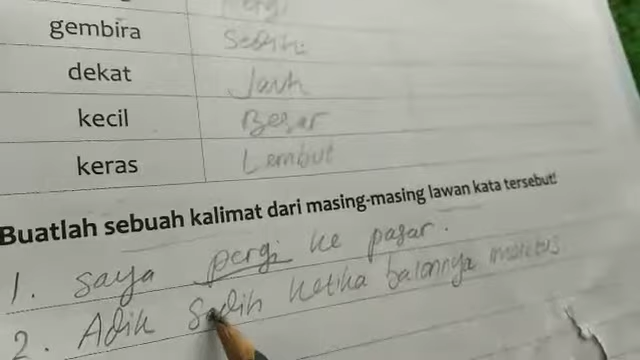 pergi
gembira sedih
dekat Jauh
kecil Besar
keras Lembut
Buatlah sebuah kalimat dari masing-masing lawan kata tersebut!
1. saya pergi ke pasar.
2. Adik sedih ketika balonnya meletus